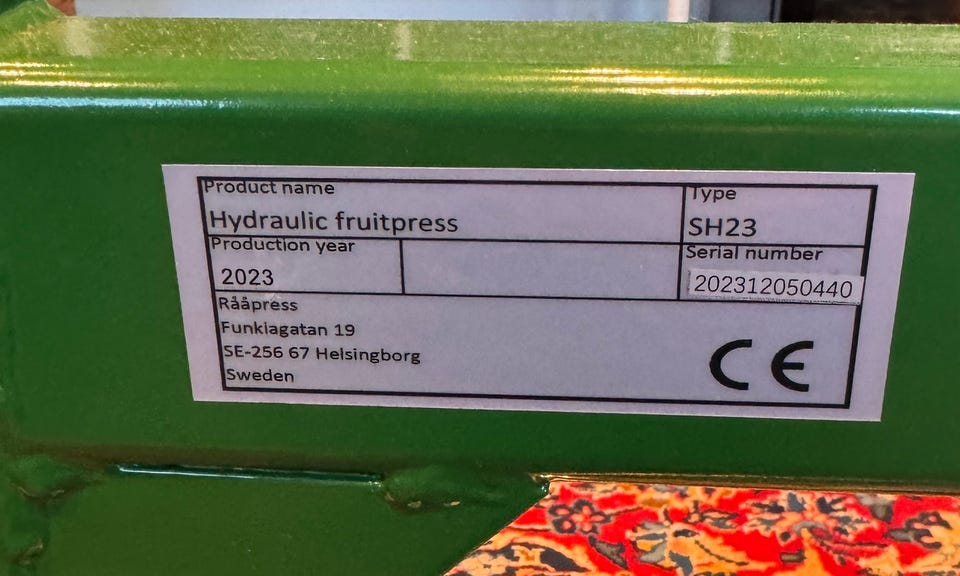 Product name
Type
Hydraulic fruitpress
SH23
Production year
Serial number
2023
202312050440
Rååpress
Funkiagatan 19
SE-256 67 Helsingborg
Sweden
CE